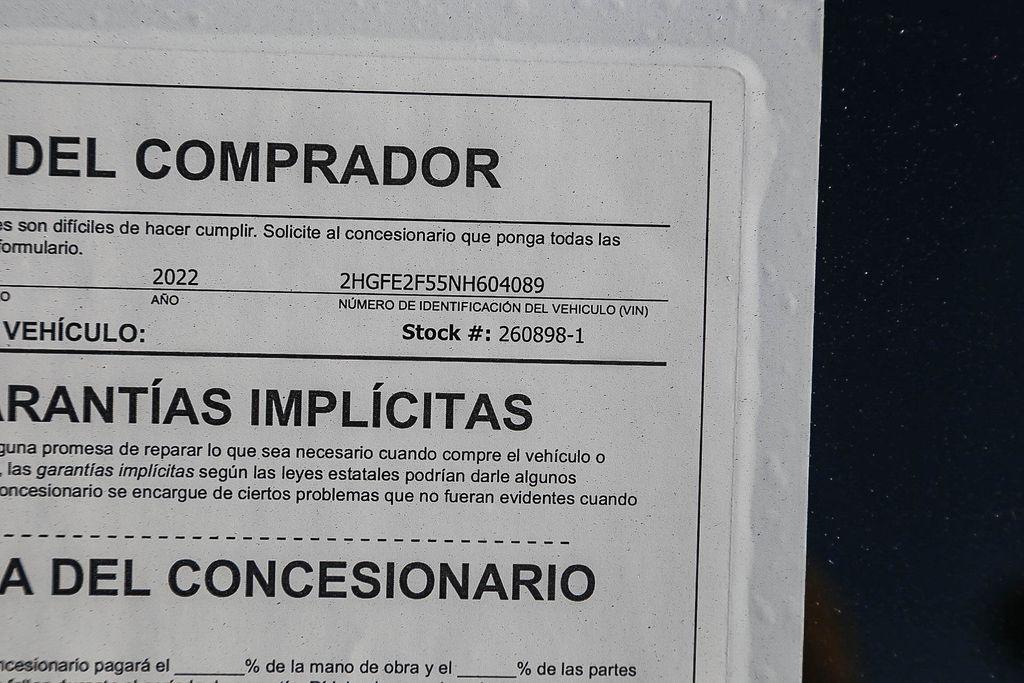 DEL COMPRADOR
es son difíciles de hacer cumplir. Solicite al concesionario que ponga todas las
formulario.
2022 2HGFE2F55NH604089
O AÑO NÚMERO DE IDENTIFICACIÓN DEL VEHICULO (VIN)
VEHÍCULO: Stock #: 260898-1
ARANTÍAS IMPLÍCITAS
guna promesa de reparar lo que sea necesario cuando compre el vehículo o
, las garantías implícitas según las leyes estatales podrían darle algunos
oncesionario se encargue de ciertos problemas que no fueran evidentes cuando
A DEL CONCESIONARIO
ncesionario pagará el _______% de la mano de obra y el ______% de las partes